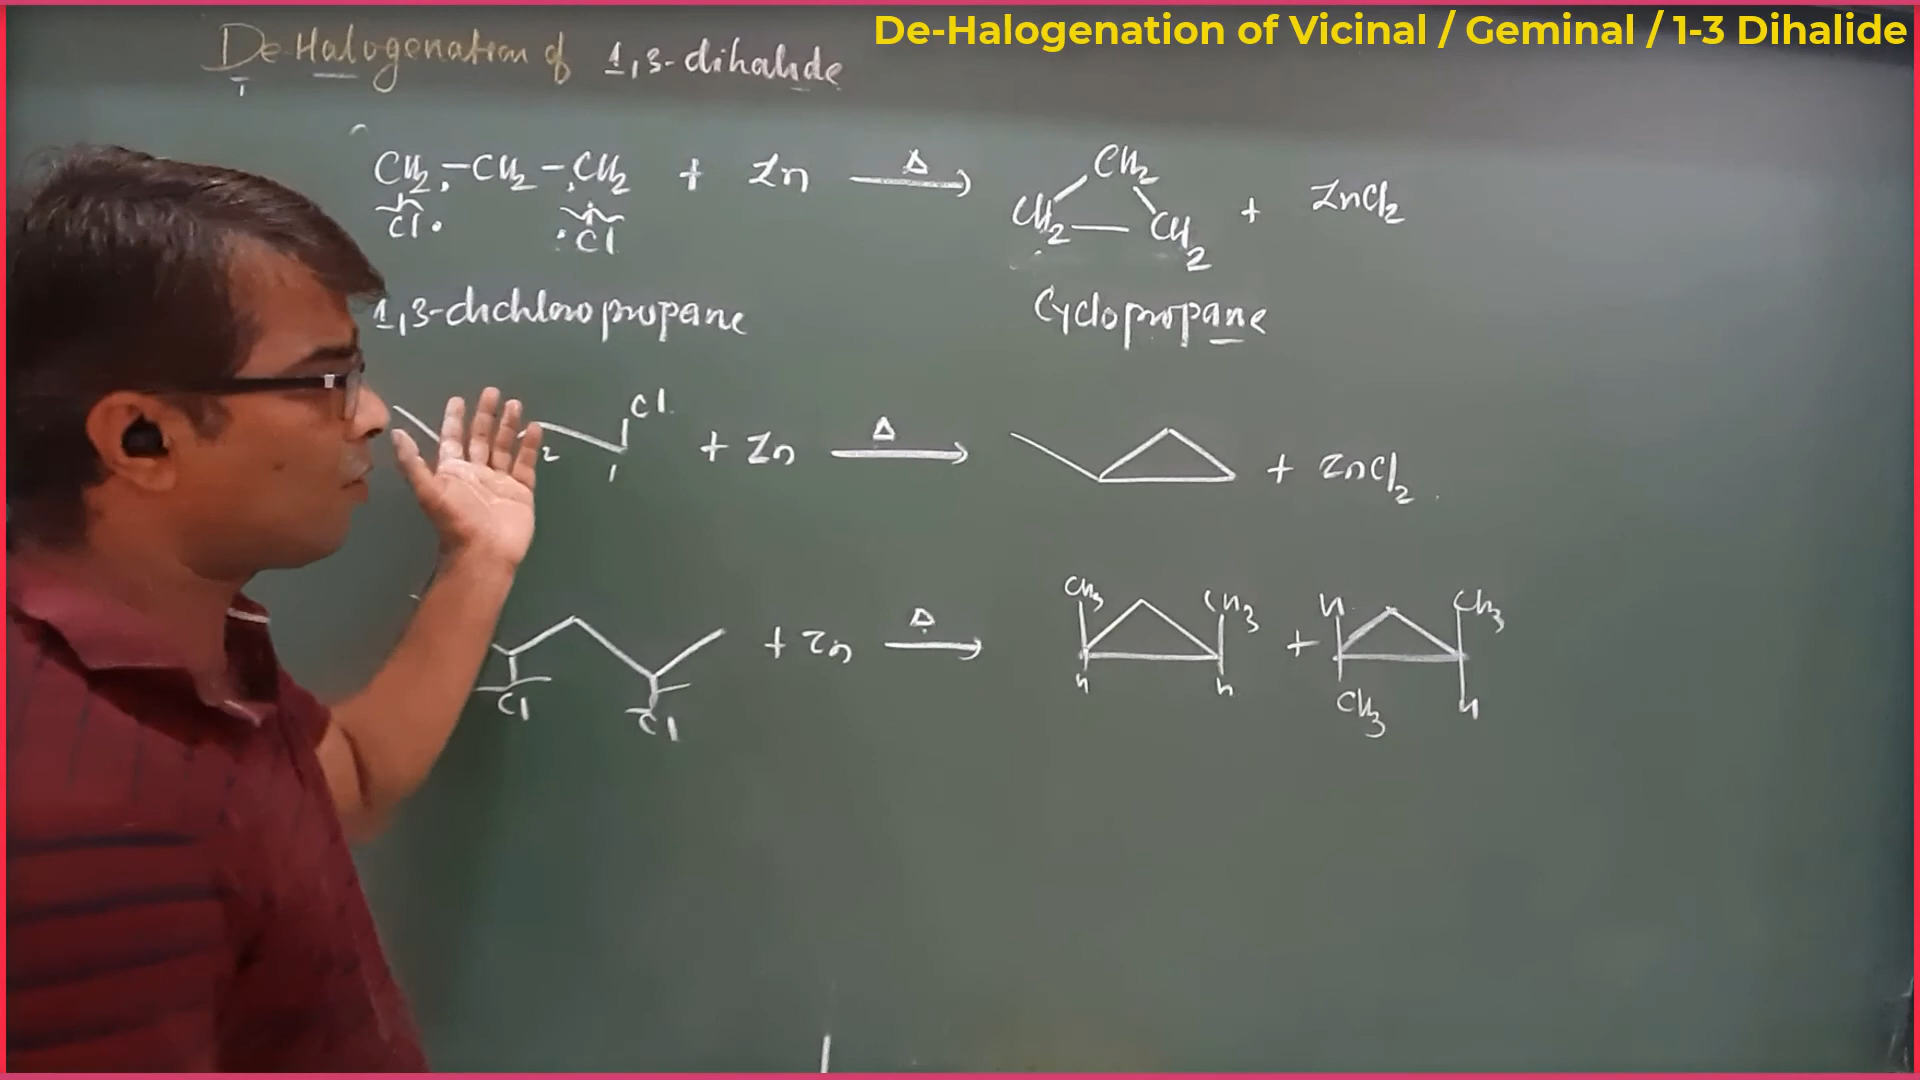 De-Halogenation of Vicinal / Geminal / 1-3 Dihalide
De-Halogenation of 1,3-dihalide
CH₂-CH₂-CH₂ + Zn Δ→ CH₂ CH₂ — CH₂ + ZnCl₂
Cl. .Cl
1,3-dichloropropane Cyclopropane
Cl
2 1 + Zn Δ→ + ZnCl₂
CH₃ CH₃ H CH₃
+ Zn Δ→ +
Cl Cl H H CH₃ H